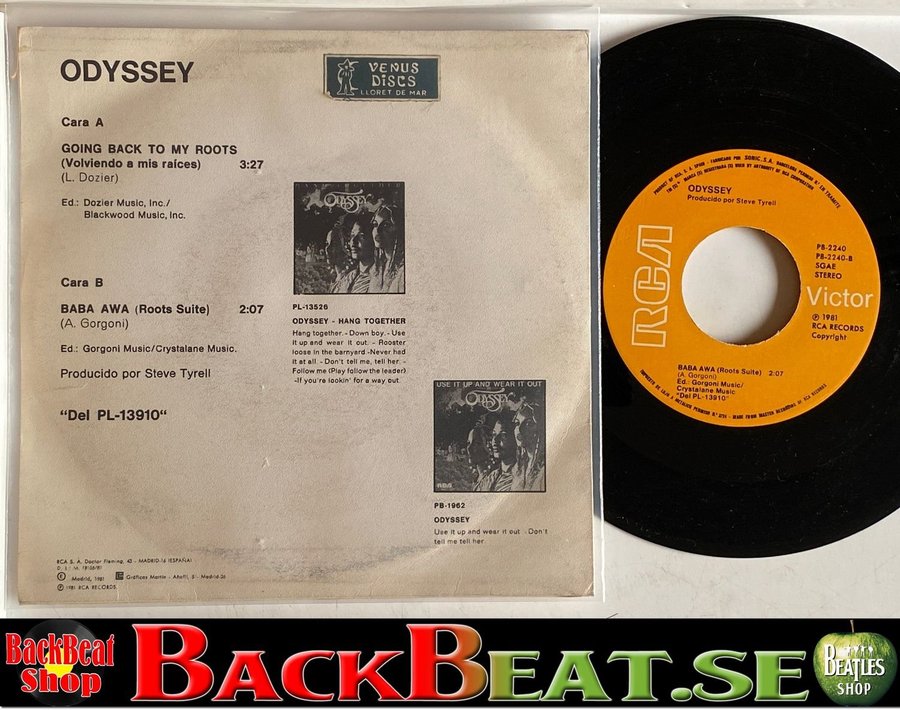 ODYSSEY
VENUS
DISCS
LLORET DE MAR
Cara A
GOING BACK TO MY ROOTS
(Volviendo a mis raíces) 3:27
(L. Dozier)
Ed.: Dozier Music, Inc./
Blackwood Music, Inc.
Cara B
BABA AWA (Roots Suite) 2:07
(A. Gorgoni)
Ed.: Gorgoni Music/Crystalane Music.
Producido por Steve Tyrell
"Del PL-13910"
ODYSSEY
PL-13526
ODYSSEY - HANG TOGETHER
Hang together. - Down boy. - Use
it up and wear it out. - Rooster
loose in the barnyard -Never had
it at all. - Don't tell me, tell her. -
Follow me (Play follow the leader)
-If you're lookin' for a way out.
USE IT UP AND WEAR IT OUT
ODYSSEY
RCA
PB-1962
ODYSSEY
Use it up and wear it out - Don't
tell me tell her
RCA S. A. Doctor Fleming, 43 - MADRID-16 (ESPAÑA)
© Madrid, 1981
Gráficas
℗ 1981 RCA RECORDS
ODYSSEY
Producido por Steve Tyrell
RCA
PB-2240
PB-2240-B
SGAE
STEREO
Victor
℗ 1981
RCA RECORDS
Copyright
BABA AWA (Roots Suite) 2:07
(A. Gorgoni)
Ed.: Gorgoni Music/
Crystalane Music
"Del PL-13910"
BackBeat
Shop
BACKBEAT.SE
BEATLES
SHOP